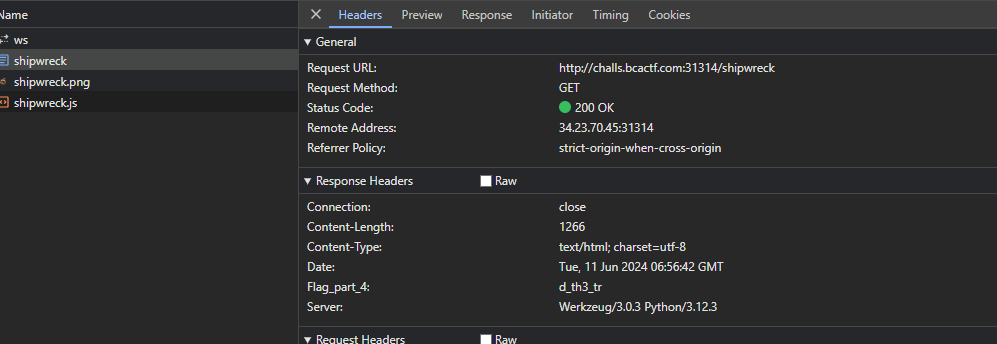 Name
ws
shipwreck
shipwreck.png
shipwreck.js
Headers Preview Response Initiator Timing Cookies
General
Request URL: http://challs.bcactf.com:31314/shipwreck
Request Method: GET
Status Code: 200 OK
Remote Address: 34.23.70.45:31314
Referrer Policy: strict-origin-when-cross-origin
Response Headers Raw
Connection: close
Content-Length: 1266
Content-Type: text/html; charset=utf-8
Date: Tue, 11 Jun 2024 06:56:42 GMT
Flag_part_4: d_th3_tr
Server: Werkzeug/3.0.3 Python/3.12.3
Request Headers Raw